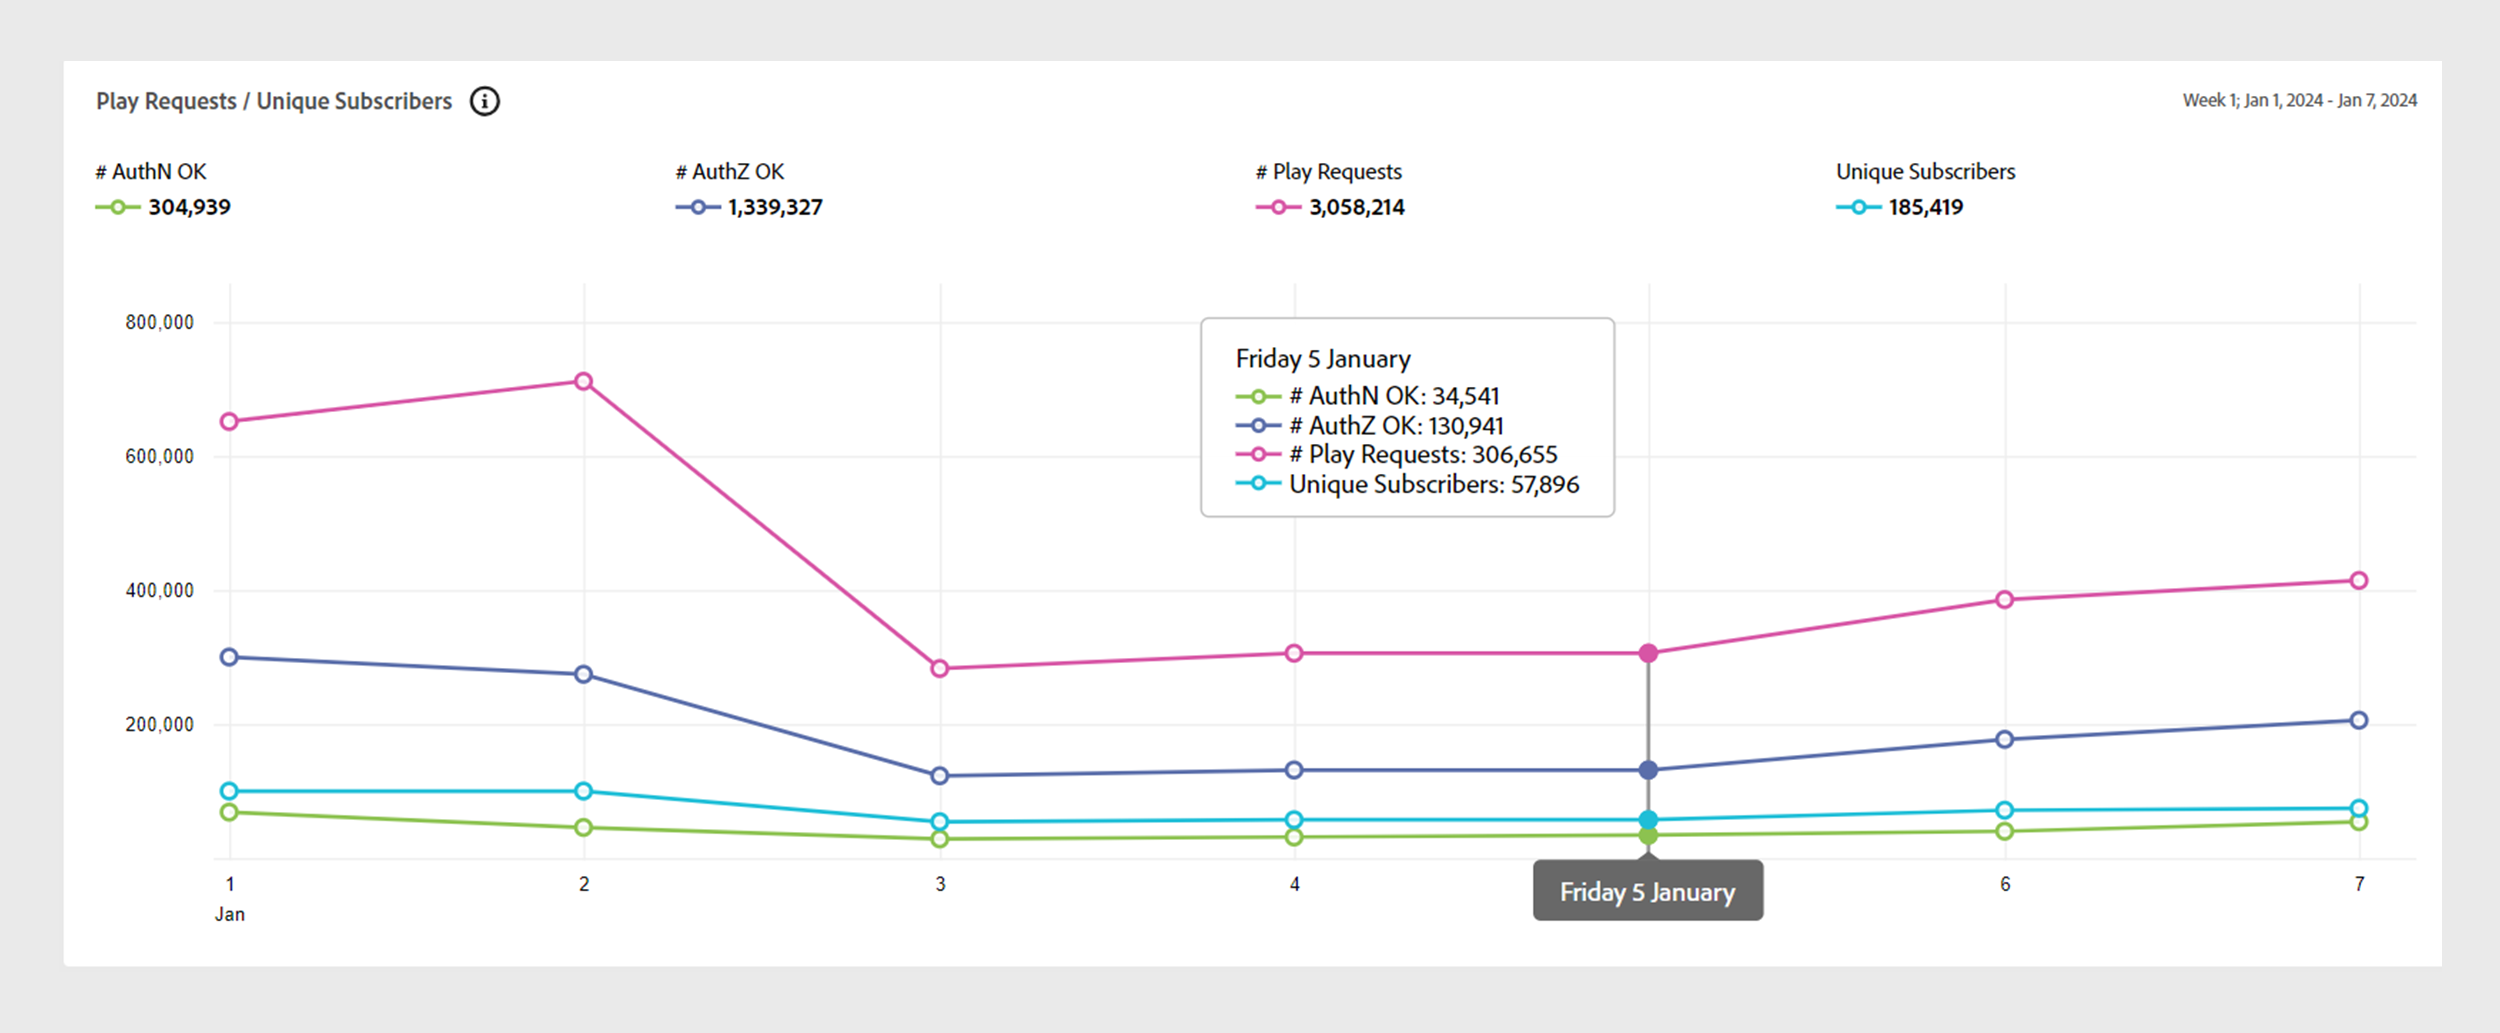 Play Requests / Unique Subscribers
Week 1; Jan 1, 2024 - Jan 7, 2024
# AuthN OK
304,939
# AuthZ OK
1,339,327
# Play Requests
3,058,214
Unique Subscribers
185,419
800,000
600,000
400,000
200,000
Friday 5 January
# AuthN OK: 34,541
# AuthZ OK: 130,941
# Play Requests: 306,655
Unique Subscribers: 57,896
1 2 3 4 Friday 5 January 6 7
Jan